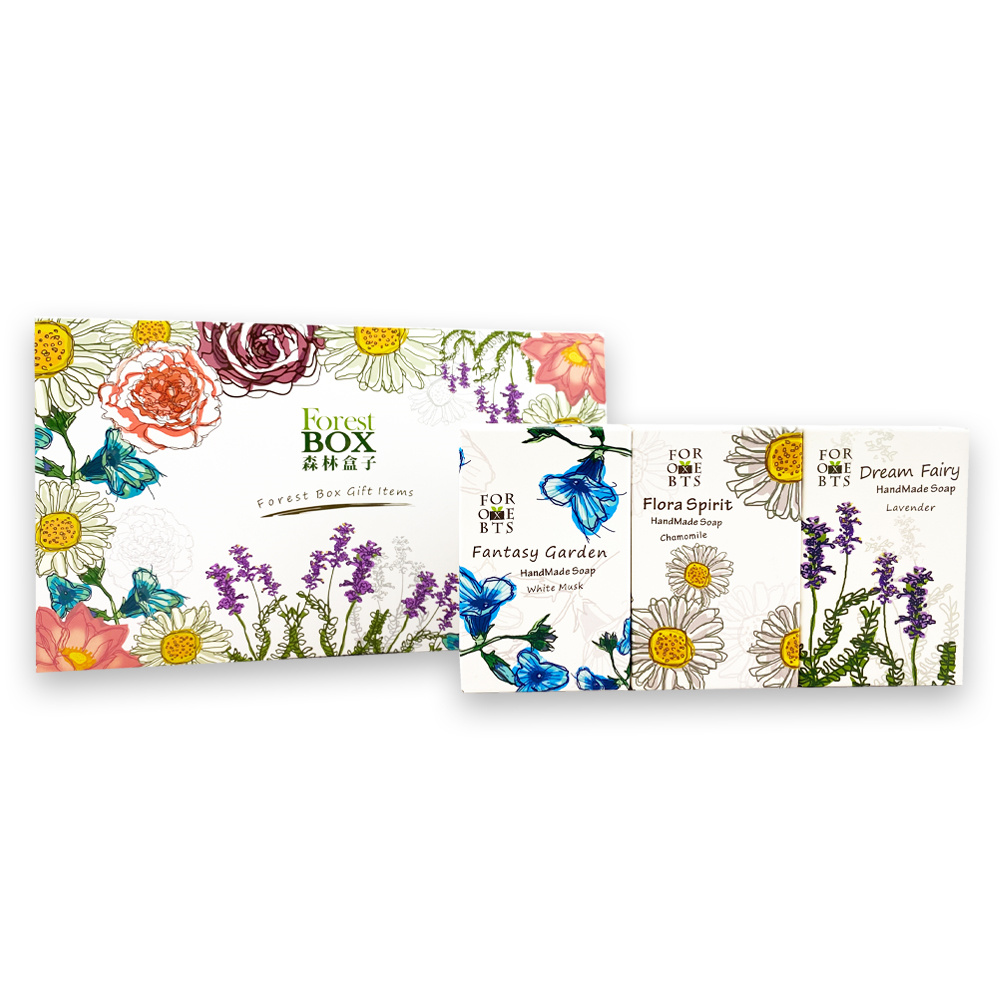 Forest
BOX
森林盒子
Forest Box Gift Items
FOR
OXE
BTS
Fantasy Garden
HandMade Soap
White Musk
FOR
OXE
BTS
Flora Spirit
HandMade Soap
Chamomile
FOR
OXE
BTS
Dream Fairy
HandMade Soap
Lavender